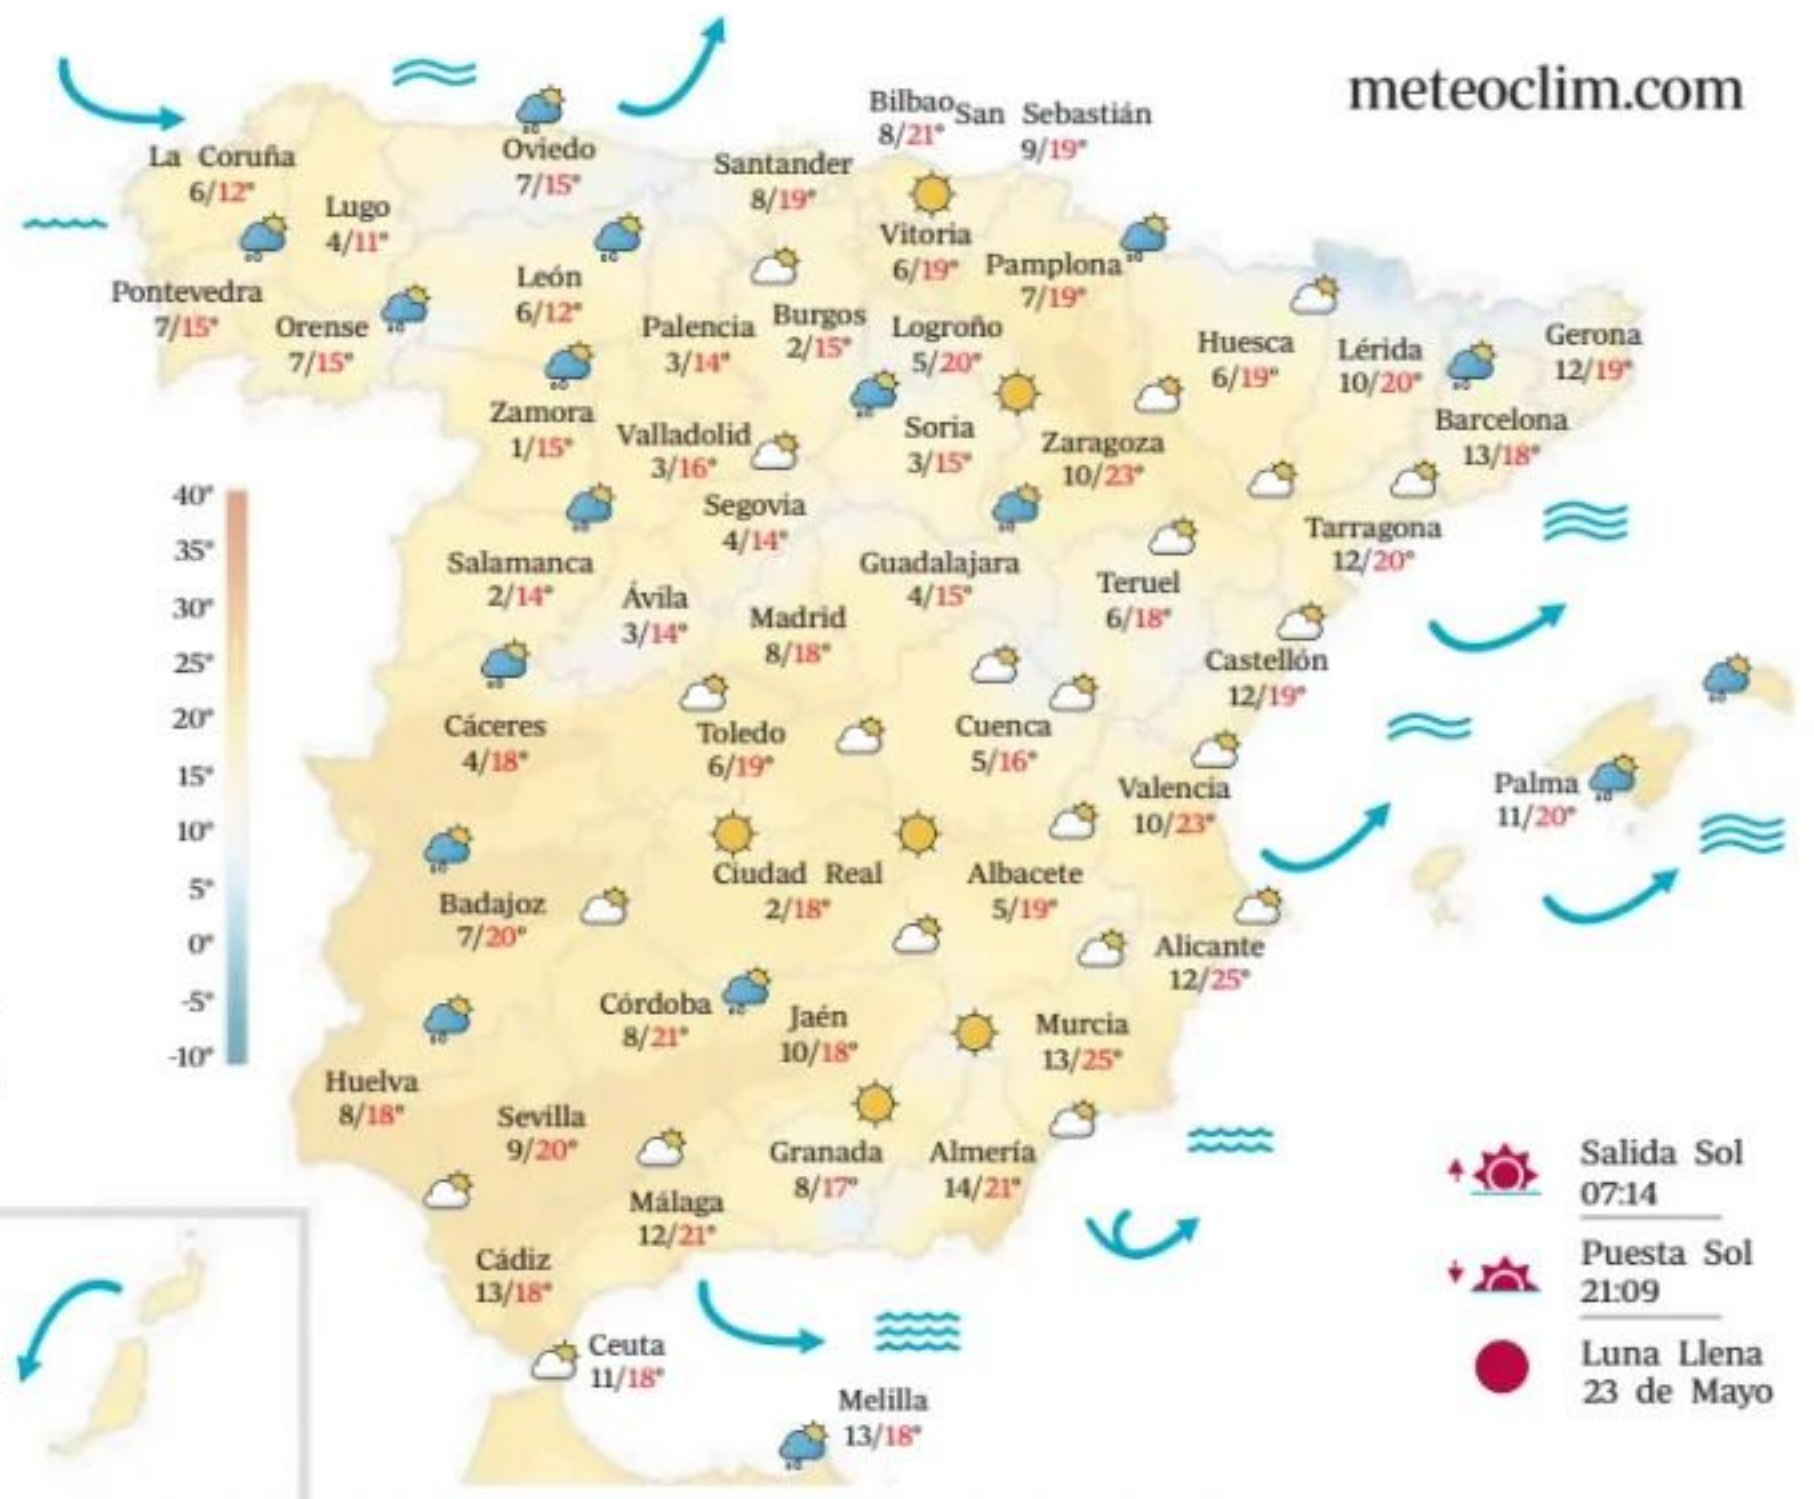 meteoclim.com
Bilbao
8/21°
San Sebastián
9/19°
La Coruña
6/12°
Oviedo
7/15°
Santander
8/19°
Lugo
4/11°
Vitoria
6/19°
Pamplona
7/19°
León
6/12°
Pontevedra
7/15°
Orense
7/15°
Palencia
3/14°
Burgos
2/15°
Logroño
5/20°
Huesca
6/19°
Lérida
10/20°
Gerona
12/19°
Zamora
1/15°
Valladolid
3/16°
Soria
3/15°
Zaragoza
10/23°
Barcelona
13/18°
Segovia
4/14°
Tarragona
12/20°
Salamanca
2/14°
Ávila
3/14°
Madrid
8/18°
Guadalajara
4/15°
Teruel
6/18°
Castellón
12/19°
Cáceres
4/18°
Toledo
6/19°
Cuenca
5/16°
Valencia
10/23°
Palma
11/20°
Badajoz
7/20°
Ciudad Real
2/18°
Albacete
5/19°
Alicante
12/25°
Córdoba
8/21°
Jaén
10/18°
Murcia
13/25°
Huelva
8/18°
Sevilla
9/20°
Granada
8/17°
Almería
14/21°
Málaga
12/21°
Cádiz
13/18°
Ceuta
11/18°
Melilla
13/18°
40°
35°
30°
25°
20°
15°
10°
5°
0°
-5°
-10°
Salida Sol
07:14
Puesta Sol
21:09
Luna Llena
23 de Mayo